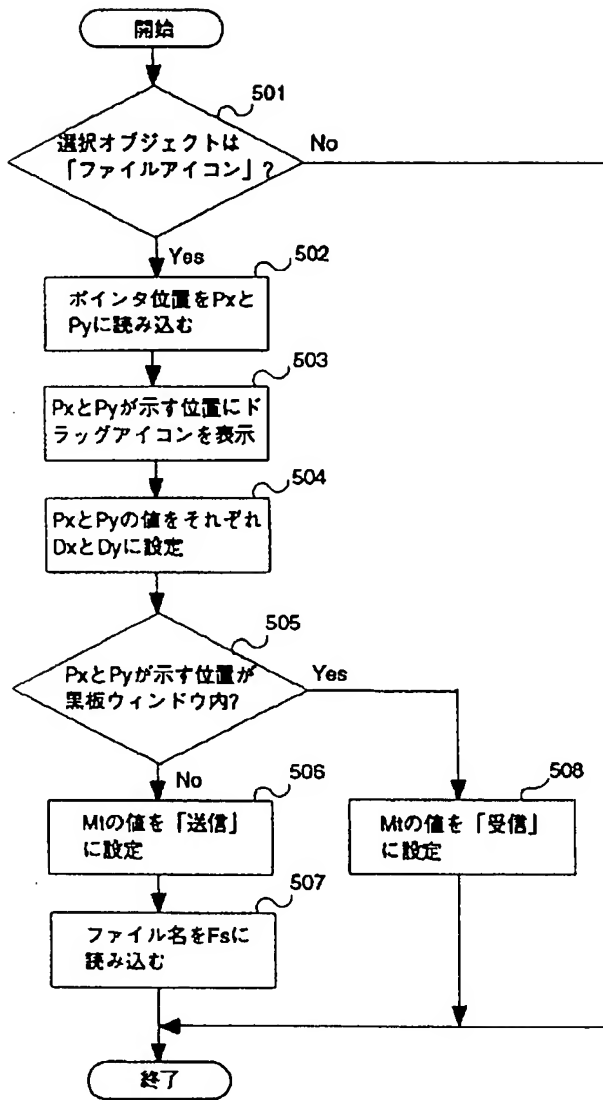 開始
501
選択オブジェクトは
「ファイルアイコン」?
No
Yes
502
ポインタ位置をPxと
Pyに読み込む
503
PxとPyが示す位置にド
ラッグアイコンを表示
504
PxとPyの値をそれぞれ
DxとDyに設定
505
PxとPyが示す位置が
黒板ウィンドウ内?
Yes
No
506
Mtの値を「送信」
に設定
508
Mtの値を「受信」
に設定
507
ファイル名をFsに
読み込む
終了